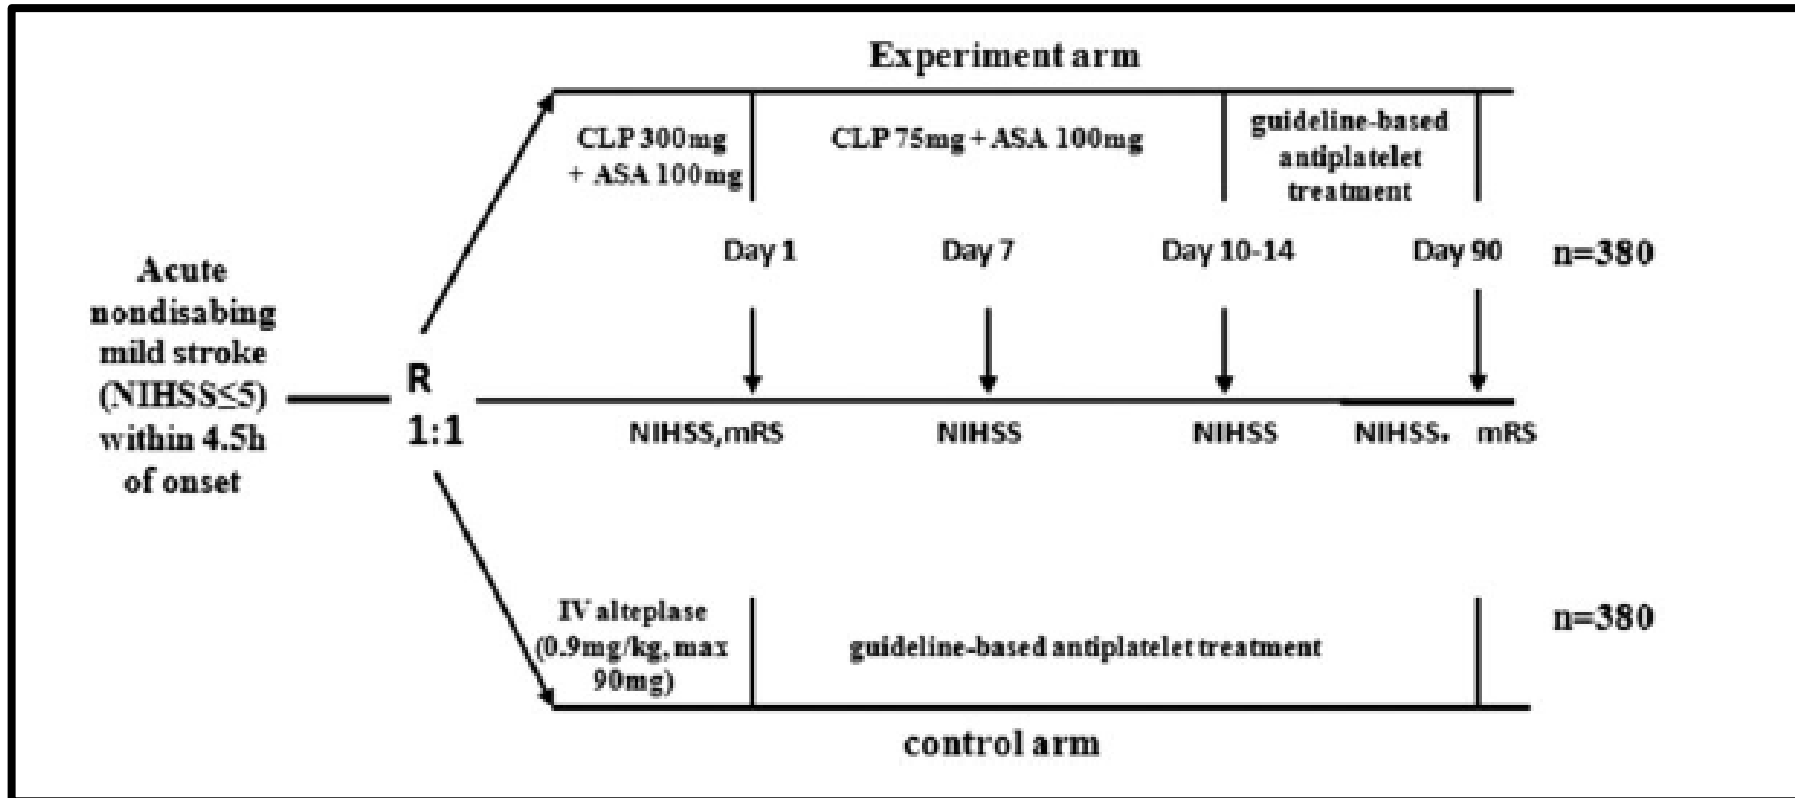 Experiment arm
CLP 300mg
+ ASA 100mg
CLP 75mg + ASA 100mg
guideline-based
antiplatelet
treatment
Day 1
Day 7
Day 10-14
Day 90
n=380
Acute
nondisabing
mild stroke
(NIHSS≤5)
within 4.5h
of onset
R
1:1
NIHSS,mRS
NIHSS
NIHSS
NIHSS, mRS
IV alteplase
(0.9mg/kg, max
90mg)
guideline-based antiplatelet treatment
n=380
control arm